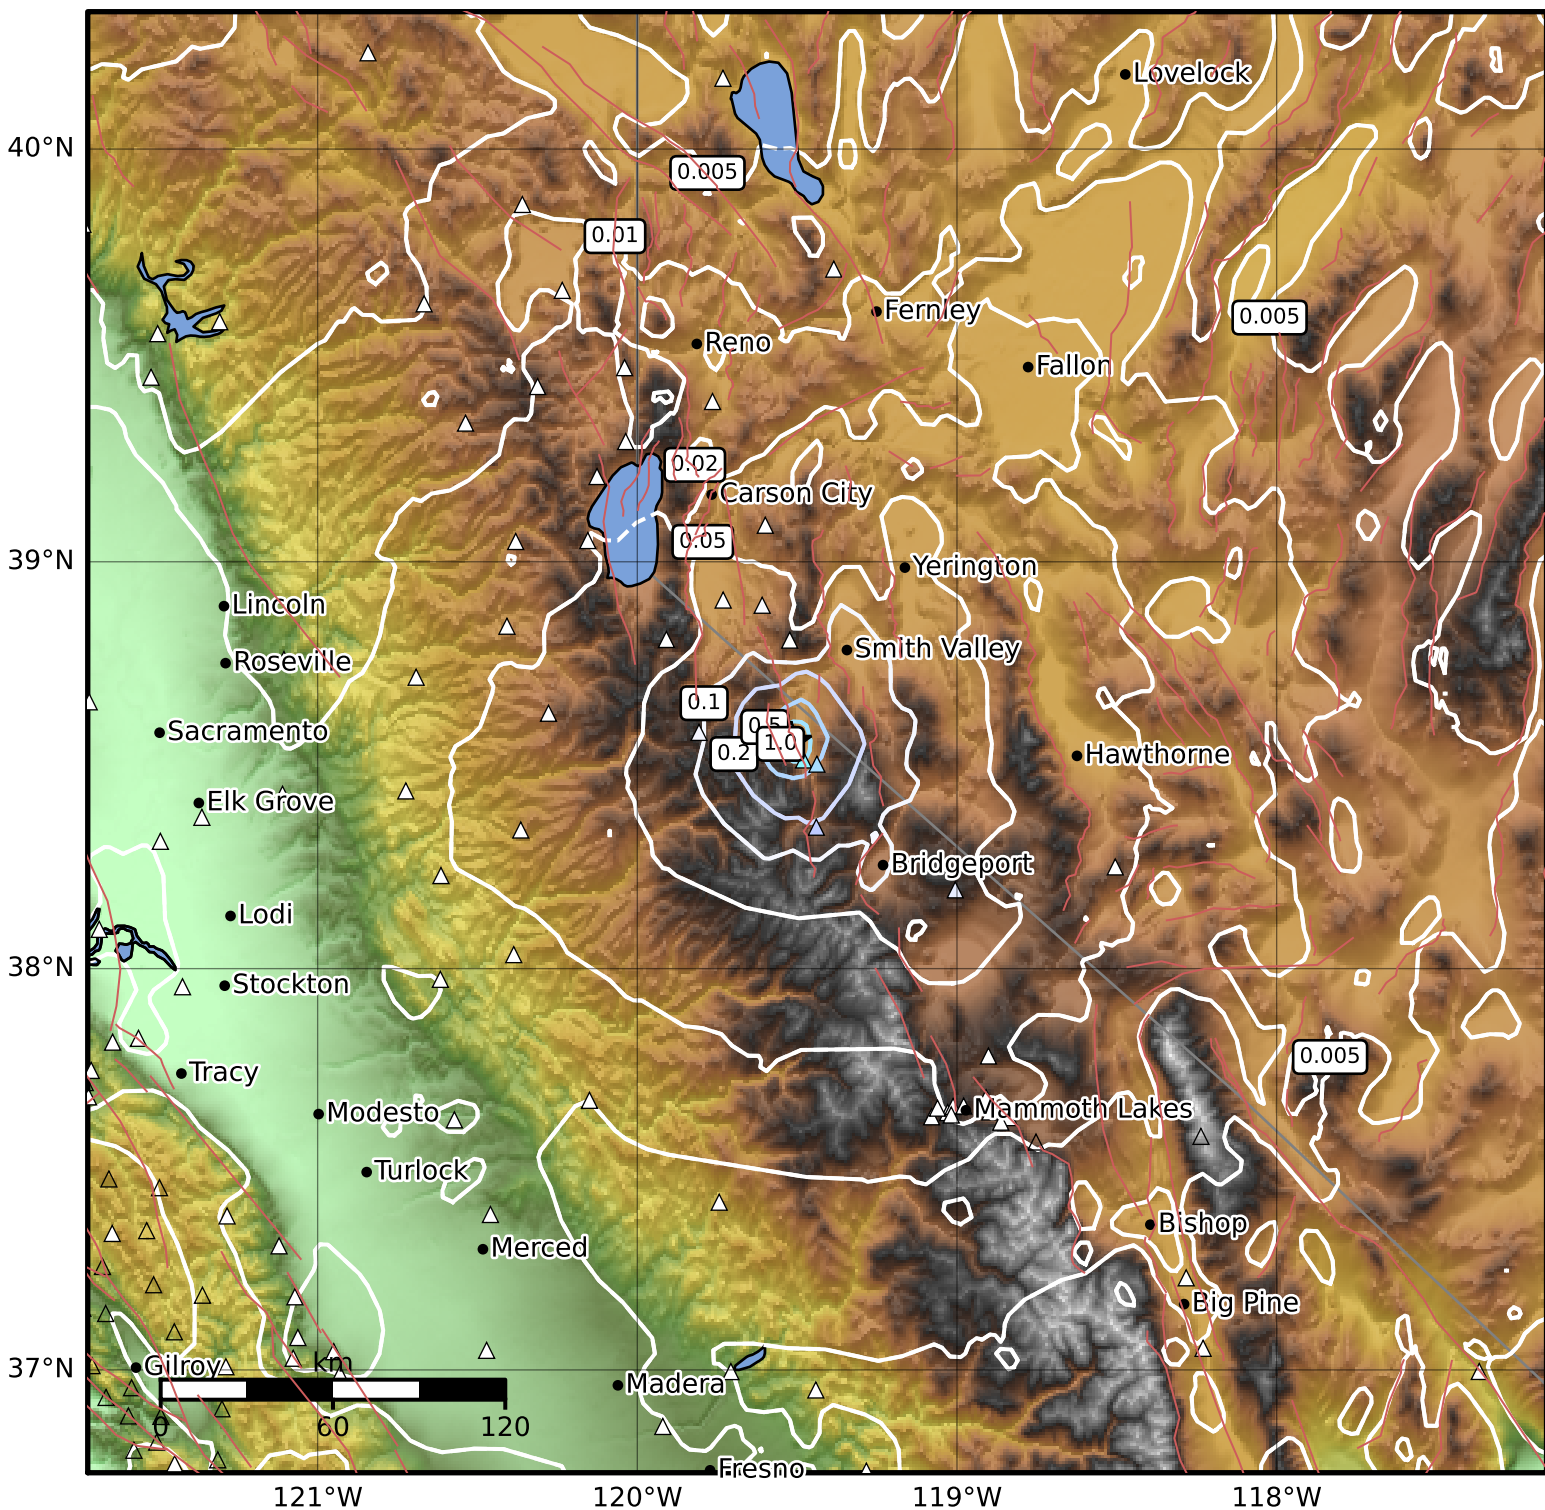 Lovelock
40°N
0.005
0.01
Fernley
0.005
Reno
Fallon
0.02
Carson City
0.05
39°N
Yerington
Lincoln
Smith Valley
Roseville
0.1
0.5
Sacramento
1.0
0.2
Hawthorne
Elk Grove
Bridgeport
Lodi
38°N
Stockton
0.005
Tracy
Modesto
Mammoth Lakes
Turlock
Bishop
Merced
Big Pine
37°N
Gilroy
km
Madera
0
60
120
Fresno
121°W
120°W
119°W
118°W